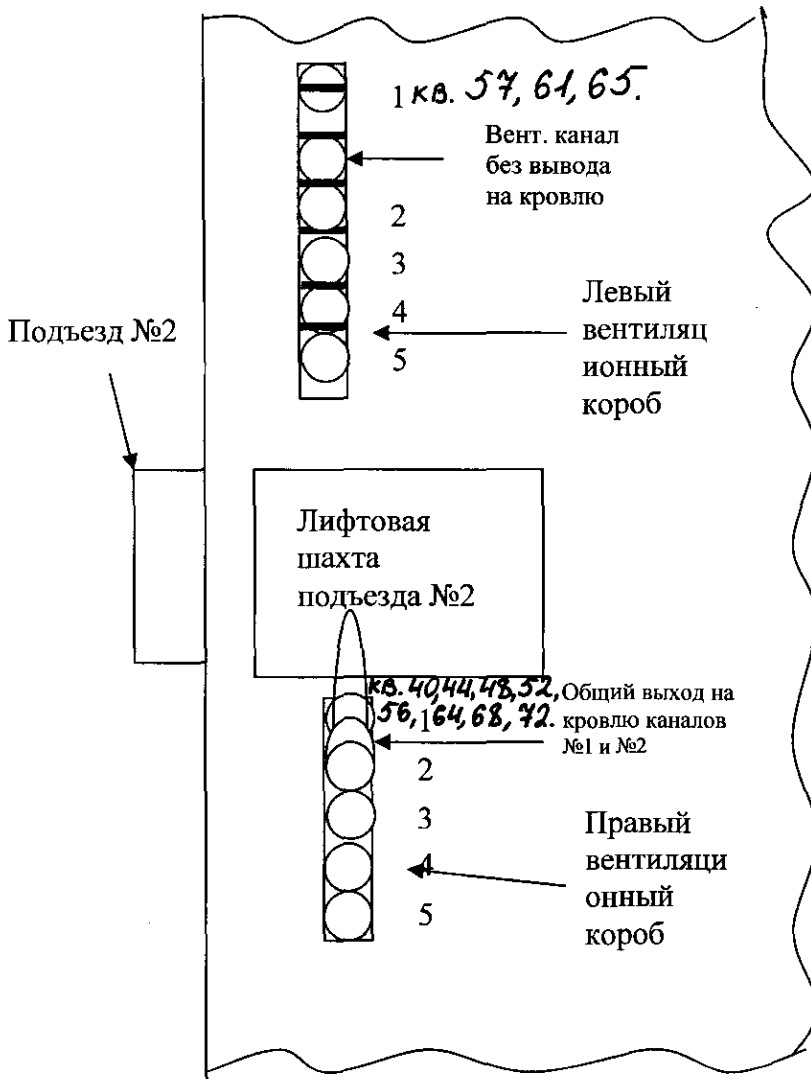 1 кв. 57, 61, 65.
Вент. канал
без вывода
на кровлю
2
3
4
5
Левый
вентиляц
ионный
короб
Подъезд №2
Лифтовая
шахта
подъезда №2
кв. 40,44,48,52,
56, 64, 68, 72.
1
Общий выход на
кровлю каналов
№1 и №2
2
3
4
5
Правый
вентиляци
онный
короб